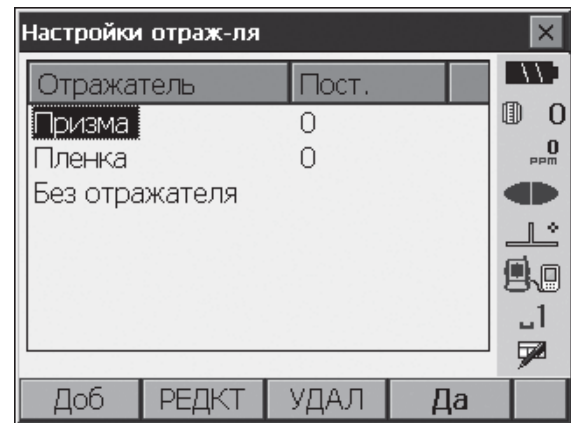 Настройки отраж-ля
Отражатель Пост.
Призма 0
Пленка 0
Без отражателя
0
0
PPM
1
Доб РЕДКТ УДАЛ Да